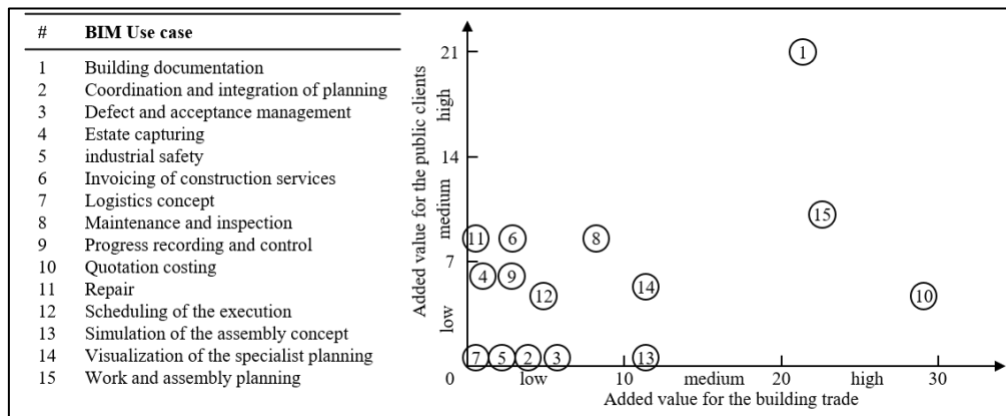 # BIM Use case
1 Building documentation
2 Coordination and integration of planning
3 Defect and acceptance management
4 Estate capturing
5 industrial safety
6 Invoicing of construction services
7 Logistics concept
8 Maintenance and inspection
9 Progress recording and control
10 Quotation costing
11 Repair
12 Scheduling of the execution
13 Simulation of the assembly concept
14 Visualization of the specialist planning
15 Work and assembly planning
Added value for the public clients
low medium high
21
14
7
1
15
11 6 8
4 9
12 14 10
7 5 2 3 13
0 low 10 medium 20 high 30
Added value for the building trade